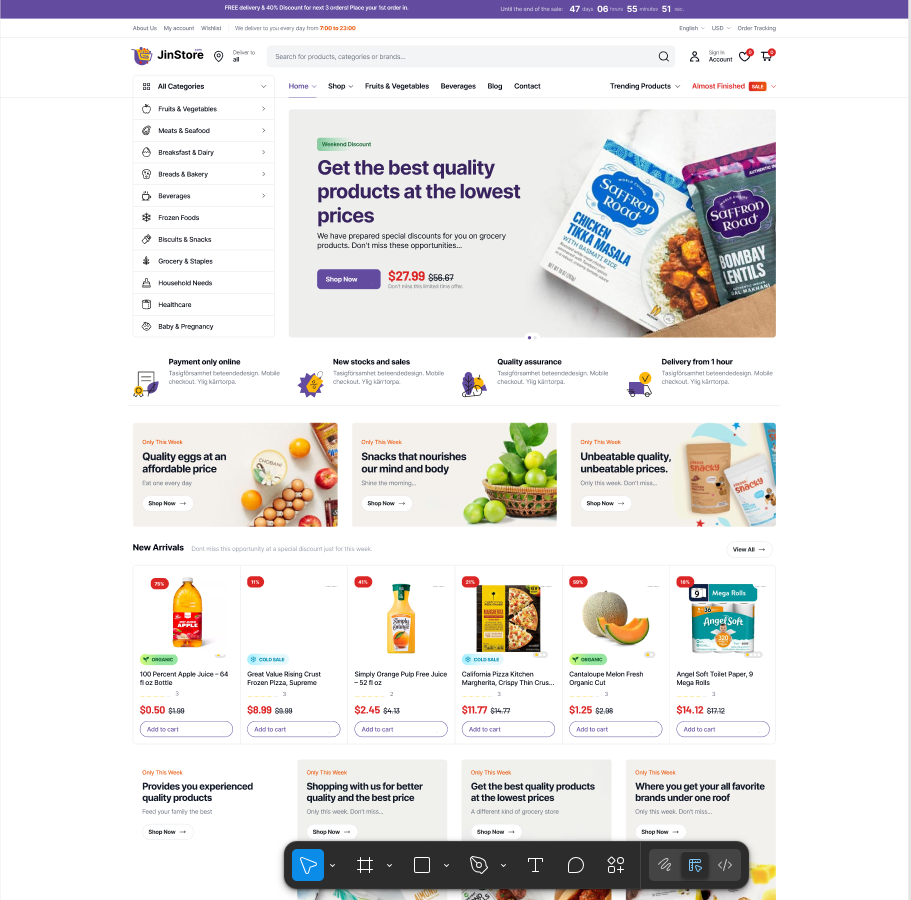 FREE delivery & 40% Discount for next 3 orders! Place your 1st order in.
Until the end of the sale: 47 days 06 hours 55 minutes 51 sec.
About Us My account Wishlist We deliver to you every day from 7:00 to 23:00
English USD Order Tracking
JinStore
Deliver to
all
Search for products, categories or brands...
Sign In
Account
0
0
All Categories
Home Shop Fruits & Vegetables Beverages Blog Contact
Trending Products Almost Finished SALE
Fruits & Vegetables
Meats & Seafood
Breaksfast & Dairy
Breads & Bakery
Beverages
Frozen Foods
Biscuits & Snacks
Grocery & Staples
Household Needs
Healthcare
Baby & Pregnancy
Weekend Discount
Get the best quality
products at the lowest
prices
We have prepared special discounts for you on grocery
products. Don't miss these opportunities...
Shop Now
$27.99 $56.67
Don't miss this limited time offer.
WORLD CUISINE
Saffron
Road
CHICKEN
TIKKA MASALA
WITH BASMATI RICE
Saffron
Road
BOMBAY
LENTILS
Payment only online
Tasigförsamhet beteendedesign. Mobile
checkout. Ylig kärrtorpa.
New stocks and sales
Tasigförsamhet beteendedesign. Mobile
checkout. Ylig kärrtorpa.
Quality assurance
Tasigförsamhet beteendedesign. Mobile
checkout. Ylig kärrtorpa.
Delivery from 1 hour
Tasigförsamhet beteendedesign. Mobile
checkout. Ylig kärrtorpa.
Only This Week
Quality eggs at an
affordable price
Eat one every day
Shop Now
CHOBANI
Only This Week
Snacks that nourishes
our mind and body
Shine the morning...
Shop Now
Only This Week
Unbeatable quality,
unbeatable prices.
Only this week. Don't miss...
Shop Now
snacky
snacky
New Arrivals Dont miss this opportunity at a special discount just for this week.
View All
75%
APPLE
ORGANIC
100 Percent Apple Juice – 64
fl oz Bottle
3
$0.50 $1.99
Add to cart
11%
COLD SALE
Great Value Rising Crust
Frozen Pizza, Supreme
3
$8.99 $9.99
Add to cart
41%
Simply
Orange
Simply Orange Pulp Free Juice
– 52 fl oz
2
$2.45 $4.13
Add to cart
21%
COLD SALE
California Pizza Kitchen
Margherita, Crispy Thin Crus...
3
$11.77 $14.77
Add to cart
59%
ORGANIC
Cantaloupe Melon Fresh
Organic Cut
3
$1.25 $2.98
Add to cart
18%
9 Mega Rolls
36
Angel Soft
320
Angel Soft Toilet Paper, 9
Mega Rolls
3
$14.12 $17.12
Add to cart
Only This Week
Provides you experienced
quality products
Feed your family the best
Shop Now
Only This Week
Shopping with us for better
quality and the best price
Only this week. Don't miss...
Shop Now
Only This Week
Get the best quality products
at the lowest prices
A different kind of grocery store
Shop Now
Only This Week
Where you get your all favorite
brands under one roof
Only this week. Don't miss...
Shop Now